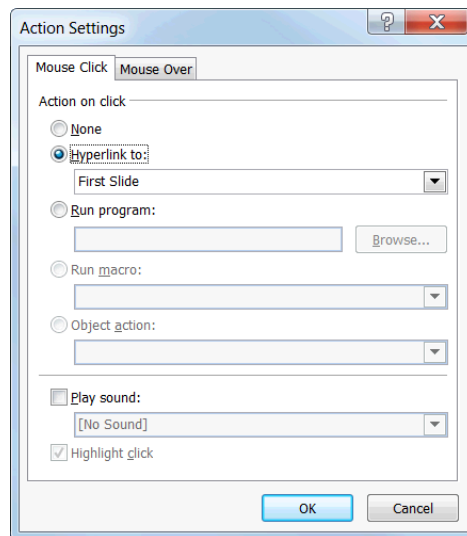 Action Settings
Mouse Click Mouse Over
Action on click
None
Hyperlink to:
First Slide
Run program:
Browse...
Run macro:
Object action:
Play sound:
[No Sound]
Highlight click
OK Cancel